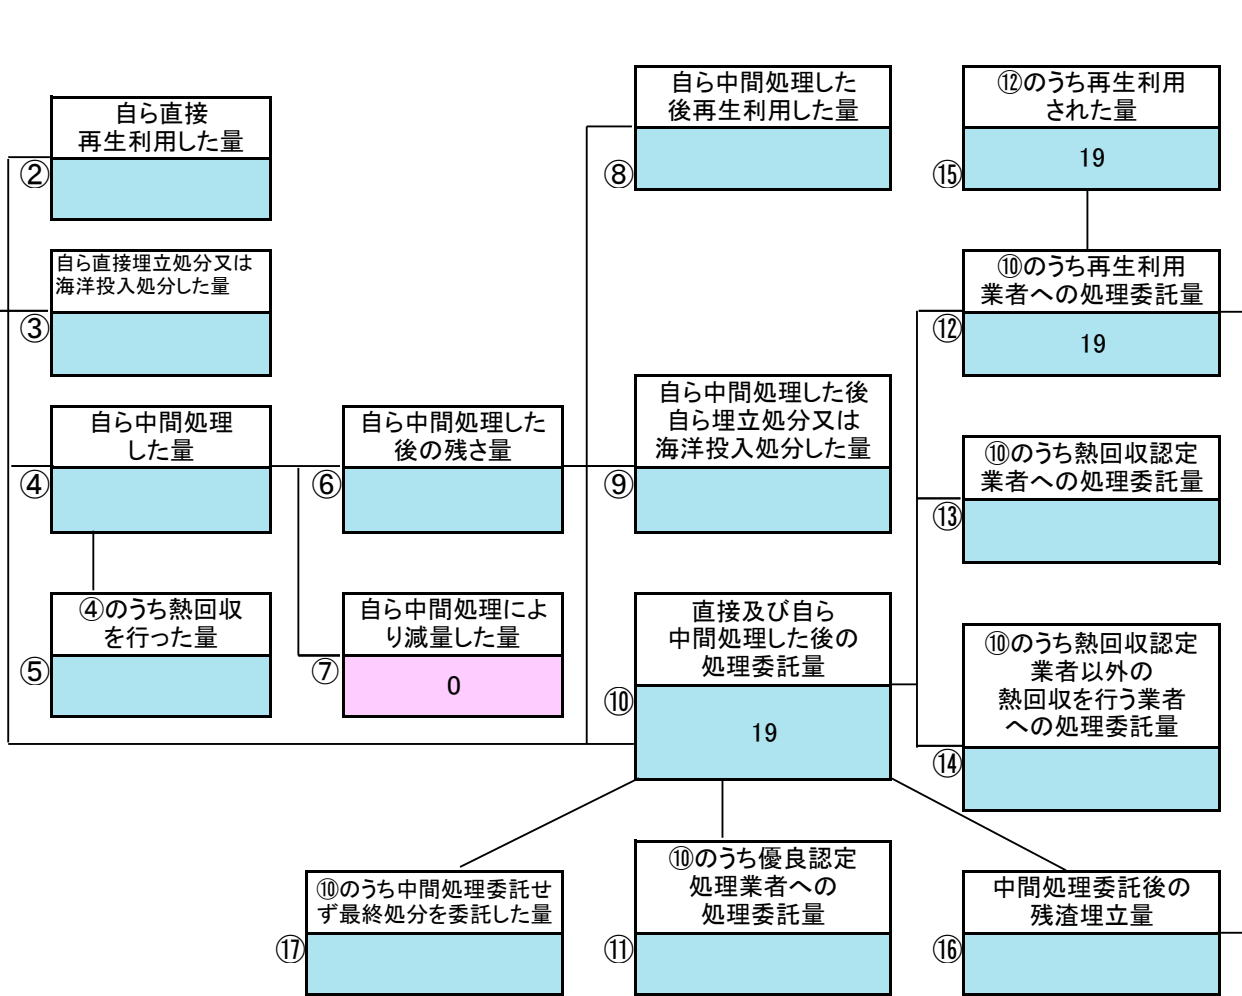 自ら直接
再生利用した量
②
自ら直接埋立処分又は
海洋投入処分した量
③
自ら中間処理
した量
④
④のうち熱回収
を行った量
⑤
自ら中間処理した
後の残さ量
⑥
自ら中間処理によ
り減量した量
⑦
0
自ら中間処理した
後再生利用した量
⑧
自ら中間処理した後
自ら埋立処分又は
海洋投入処分した量
⑨
直接及び自ら
中間処理した後の
処理委託量
⑩
19
⑫のうち再生利用
された量
⑮
19
⑩のうち再生利用
業者への処理委託量
⑫
19
⑩のうち熱回収認定
業者への処理委託量
⑬
⑩のうち熱回収認定
業者以外の
熱回収を行う業者
への処理委託量
⑭
⑩のうち中間処理委託せ
ず最終処分を委託した量
⑰
⑩のうち優良認定
処理業者への
処理委託量
⑪
中間処理委託後の
残渣埋立量
⑯